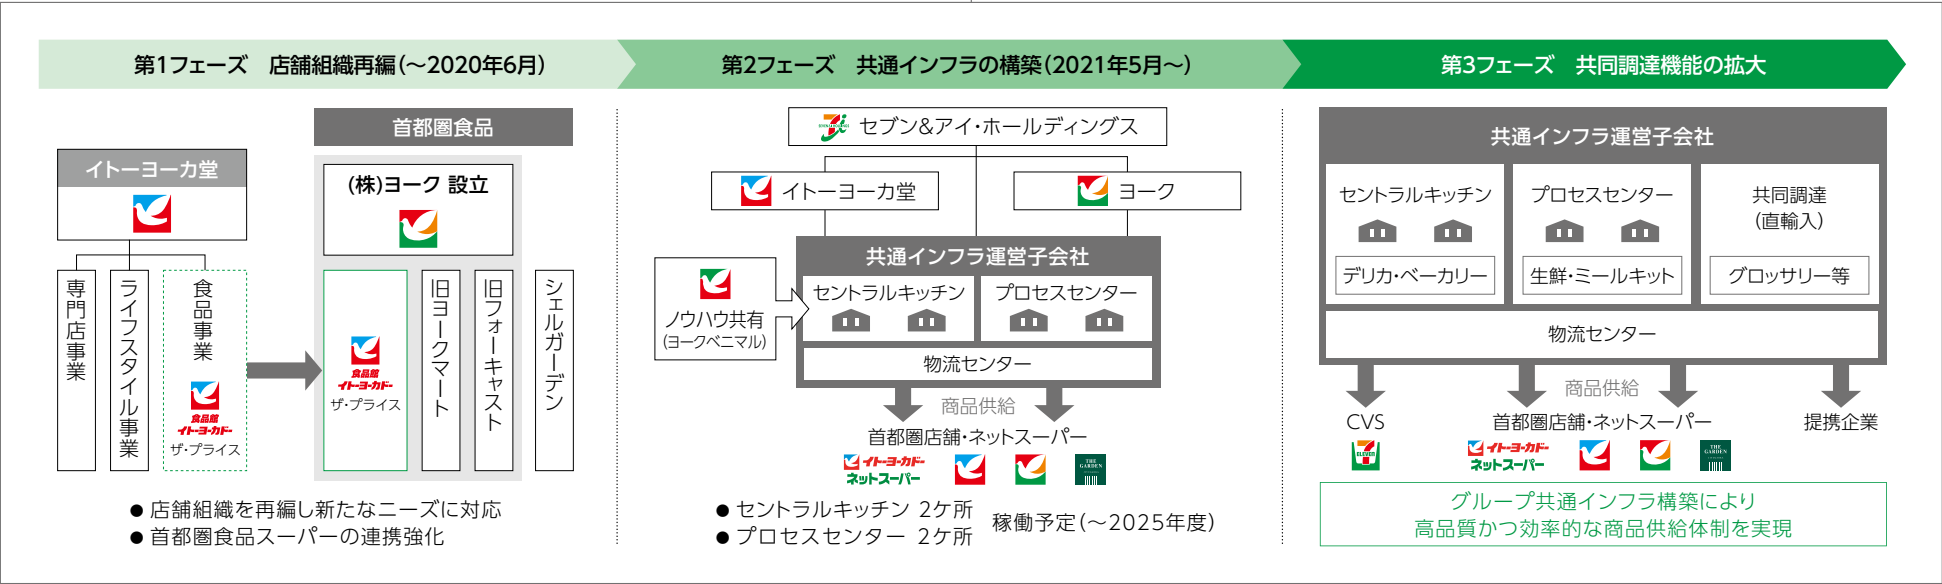 第1フェーズ　店舗組織再編(～2020年6月)
首都圏食品
イトーヨーカ堂
(株)ヨーク 設立
専門店事業
ライフスタイル事業
食品事業
食品館
イトーヨーカドー
ザ・プライス
食品館
イトーヨーカドー
ザ・プライス
旧ヨークマート
旧フォーキャスト
シェルガーデン
● 店舗組織を再編し新たなニーズに対応
● 首都圏食品スーパーの連携強化
第2フェーズ　共通インフラの構築(2021年5月～)
セブン&アイ・ホールディングス
イトーヨーカ堂
ヨーク
共通インフラ運営子会社
ノウハウ共有
(ヨークベニマル)
セントラルキッチン
プロセスセンター
物流センター
商品供給
首都圏店舗・ネットスーパー
イトーヨーカドー
ネットスーパー
THE
GARDEN
● セントラルキッチン 2ケ所
● プロセスセンター 2ケ所
稼働予定(～2025年度)
第3フェーズ　共同調達機能の拡大
共通インフラ運営子会社
セントラルキッチン
デリカ・ベーカリー
プロセスセンター
生鮮・ミールキット
共同調達
(直輸入)
グロッサリー等
物流センター
商品供給
CVS
7
ELEVEN
首都圏店舗・ネットスーパー
イトーヨーカドー
ネットスーパー
THE
GARDEN
提携企業
グループ共通インフラ構築により
高品質かつ効率的な商品供給体制を実現